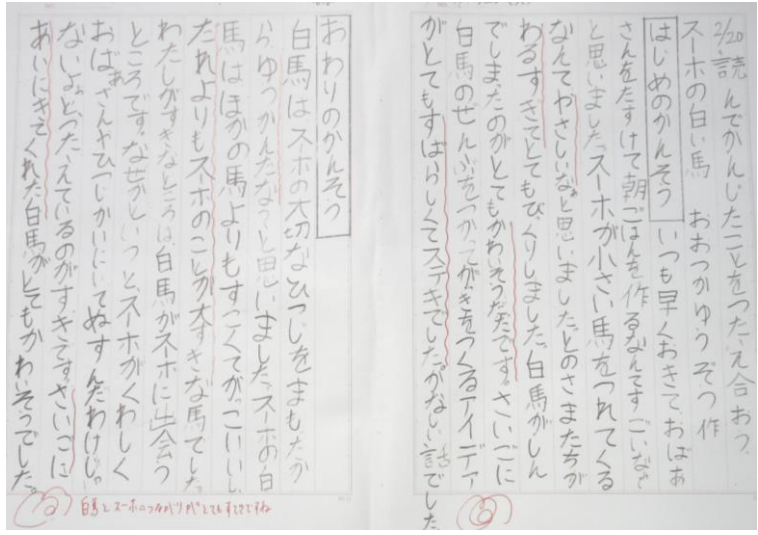 2/20 読んでかんじたことをつたえ合おう
スーホの白い馬 おおつかゆうぞう作
はじめのかんそう いつも早くおきて、おばあ
さんをたすけて朝ごはんを作るなんてすごいなぁ
と思いました。スーホが小さい馬をつれてくる
なんてやさしいなぁと思いました。とのさまたちが
わるすぎてとてもびっくりしました。白馬がしん
でしまったのがとてもかわいそうだたです。さいごに
白馬のぜんぶをつかってがっきをつくるアイデア
がとてもすばらしくてステキでした。かなしい話でした
おわりのかんそう
白馬はスーホの大切なひつじをまもたか
ら、ゆうかんだなぁと思いました。スーホの白
馬はほかの馬よりもすごくてかっこいいし
だれよりもスーホのことが大すきな馬でした。
わたしがすきなところは、白馬がスーホに出会う
ところです。なぜかというと、スーホがくわしく
おばあさんやひつじかいにいてぬすんだわけじゃ
ないよ。とつたえているのがすきです。さいごに
あいにきてくれた白馬がとてもかわいそうでした。
白馬とスーホのつながりがとてもすてきですね